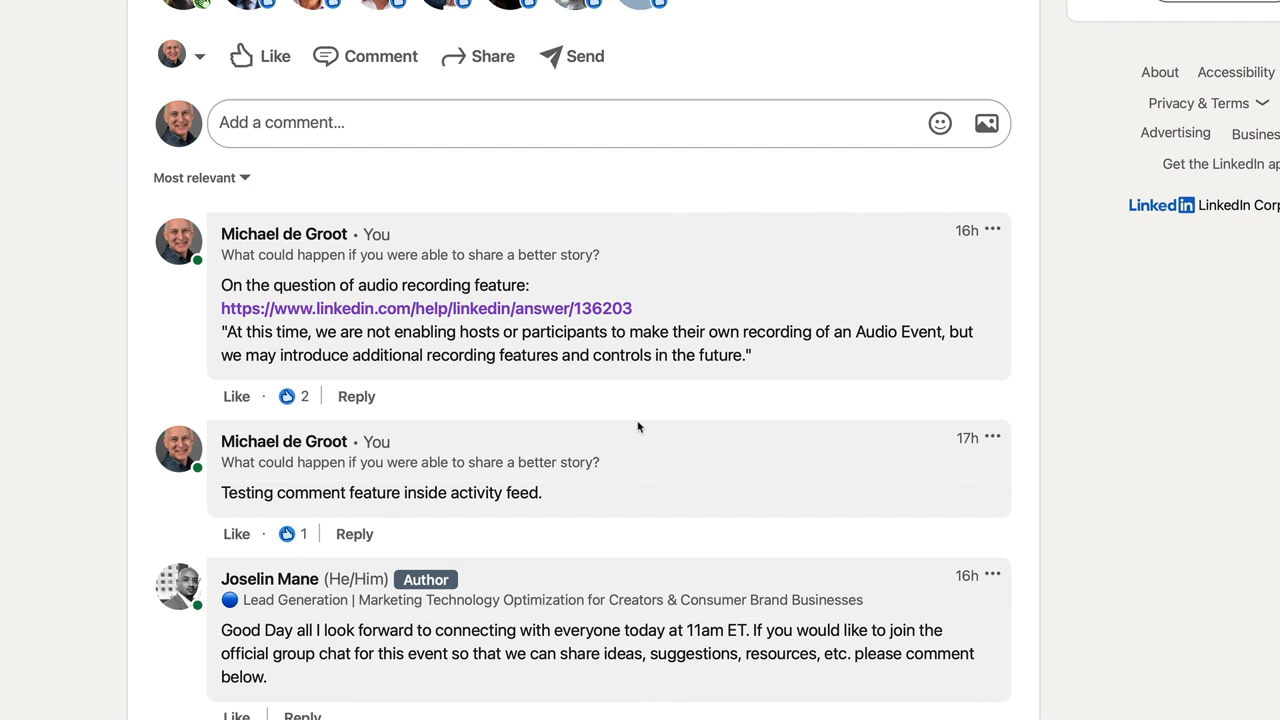 Like Comment Share Send
Add a comment...
Most relevant
Michael de Groot • You 16h
What could happen if you were able to share a better story?
On the question of audio recording feature:
https://www.linkedin.com/help/linkedin/answer/136203
"At this time, we are not enabling hosts or participants to make their own recording of an Audio Event, but
we may introduce additional recording features and controls in the future."
Like · 2 | Reply
Michael de Groot • You 17h
What could happen if you were able to share a better story?
Testing comment feature inside activity feed.
Like · 1 | Reply
Joselin Mane (He/Him) Author 16h
Lead Generation | Marketing Technology Optimization for Creators & Consumer Brand Businesses
Good Day all I look forward to connecting with everyone today at 11am ET. If you would like to join the
official group chat for this event so that we can share ideas, suggestions, resources, etc. please comment
below.
Like | Reply
About Accessibility
Privacy & Terms
Advertising Busines
Get the LinkedIn ap
LinkedIn LinkedIn Corp